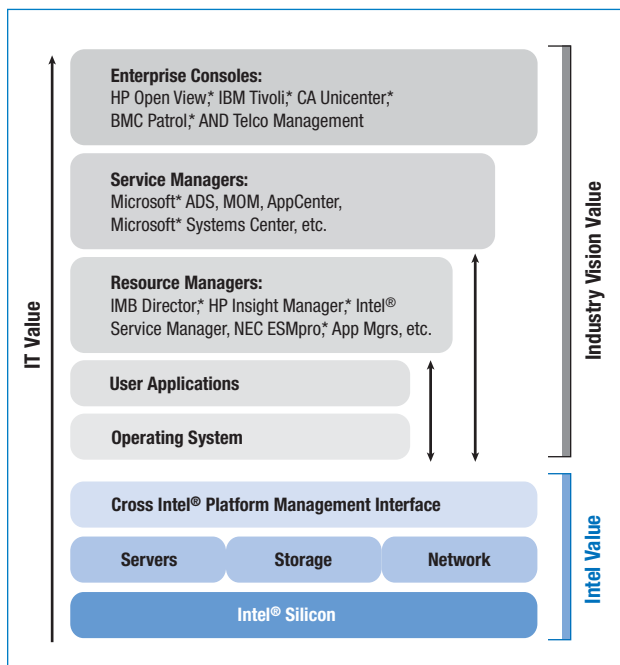 Enterprise Consoles:
HP Open View,* IBM Tivoli,* CA Unicenter,*
BMC Patrol,* AND Telco Management
Service Managers:
Microsoft* ADS, MOM, AppCenter,
Microsoft* Systems Center, etc.
Resource Managers:
IMB Director,* HP Insight Manager,* Intel®
Service Manager, NEC ESMpro,* App Mgrs, etc.
User Applications
Operating System
Cross Intel® Platform Management Interface
Servers
Storage
Network
Intel® Silicon
IT Value
Industry Vision Value
Intel Value